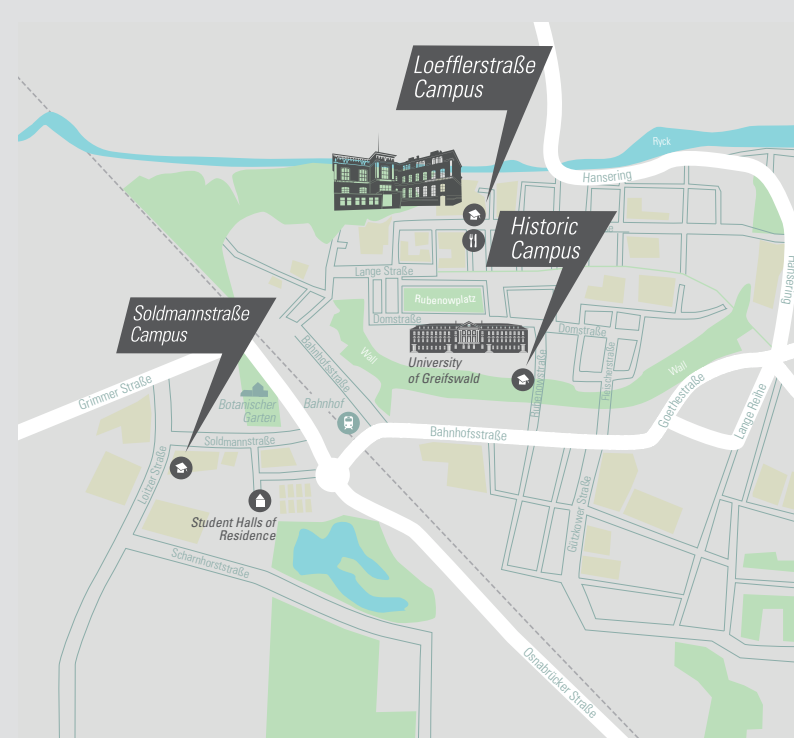 Loefflerstraße
Campus
Ryck
Hansering
Historic
Campus
Hansering
Lange Straße
Rubenowplatz
Soldmannstraße
Campus
Domstraße
Domstraße
Bahnhofstraße
Wall
University
of Greifswald
Rubenowstraße
Wall
Grimmer Straße
Botanischer
Garten
Bahnhof
Goethestraße
Lange Reihe
Bahnhofsstraße
Soldmannstraße
Loitzer Straße
Student Halls of
Residence
Gützkower Straße
Scharnhorststraße
Osnabrücker Straße